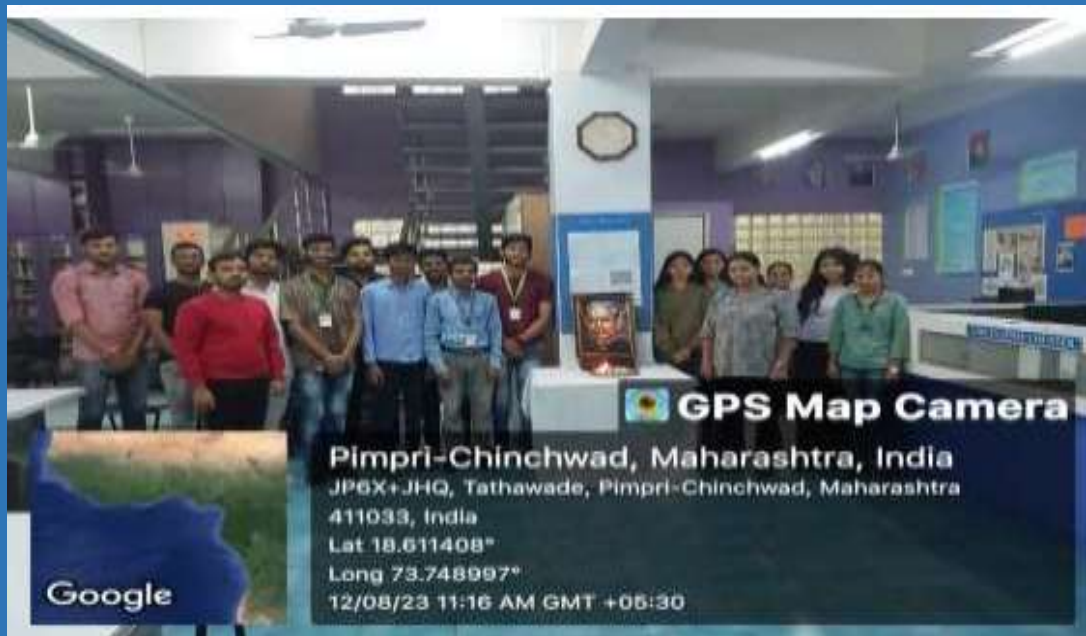 GPS Map Camera
Pimpri-Chinchwad, Maharashtra, India
JP6X+JHQ, Tathawade, Pimpri-Chinchwad, Maharashtra
411033, India
Lat 18.611408°
Long 73.748997°
12/08/23 11:16 AM GMT +05:30
Google